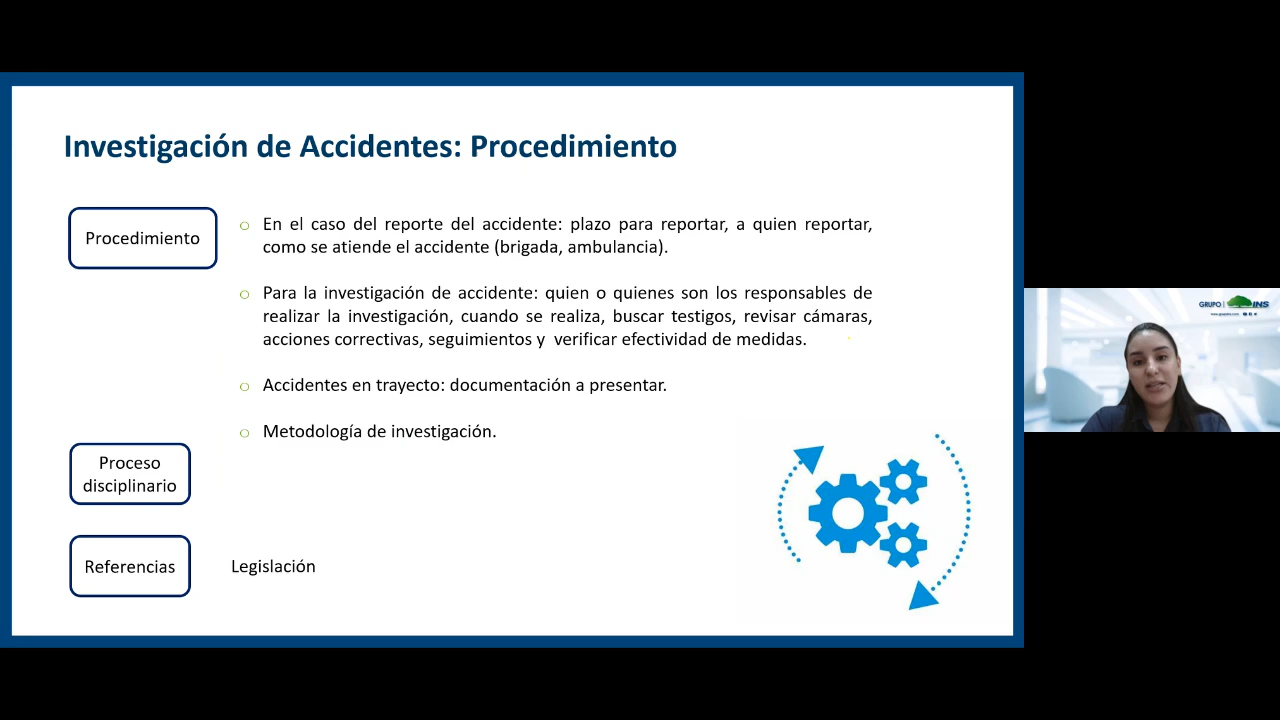 Investigación de Accidentes: Procedimiento
Procedimiento
o En el caso del reporte del accidente: plazo para reportar, a quien reportar,
como se atiende el accidente (brigada, ambulancia).
o Para la investigación de accidente: quien o quienes son los responsables de
realizar la investigación, cuando se realiza, buscar testigos, revisar cámaras,
acciones correctivas, seguimientos y  verificar efectividad de medidas.
o Accidentes en trayecto: documentación a presentar.
o Metodología de investigación.
Proceso
disciplinario
Referencias
Legislación
GRUPO INS